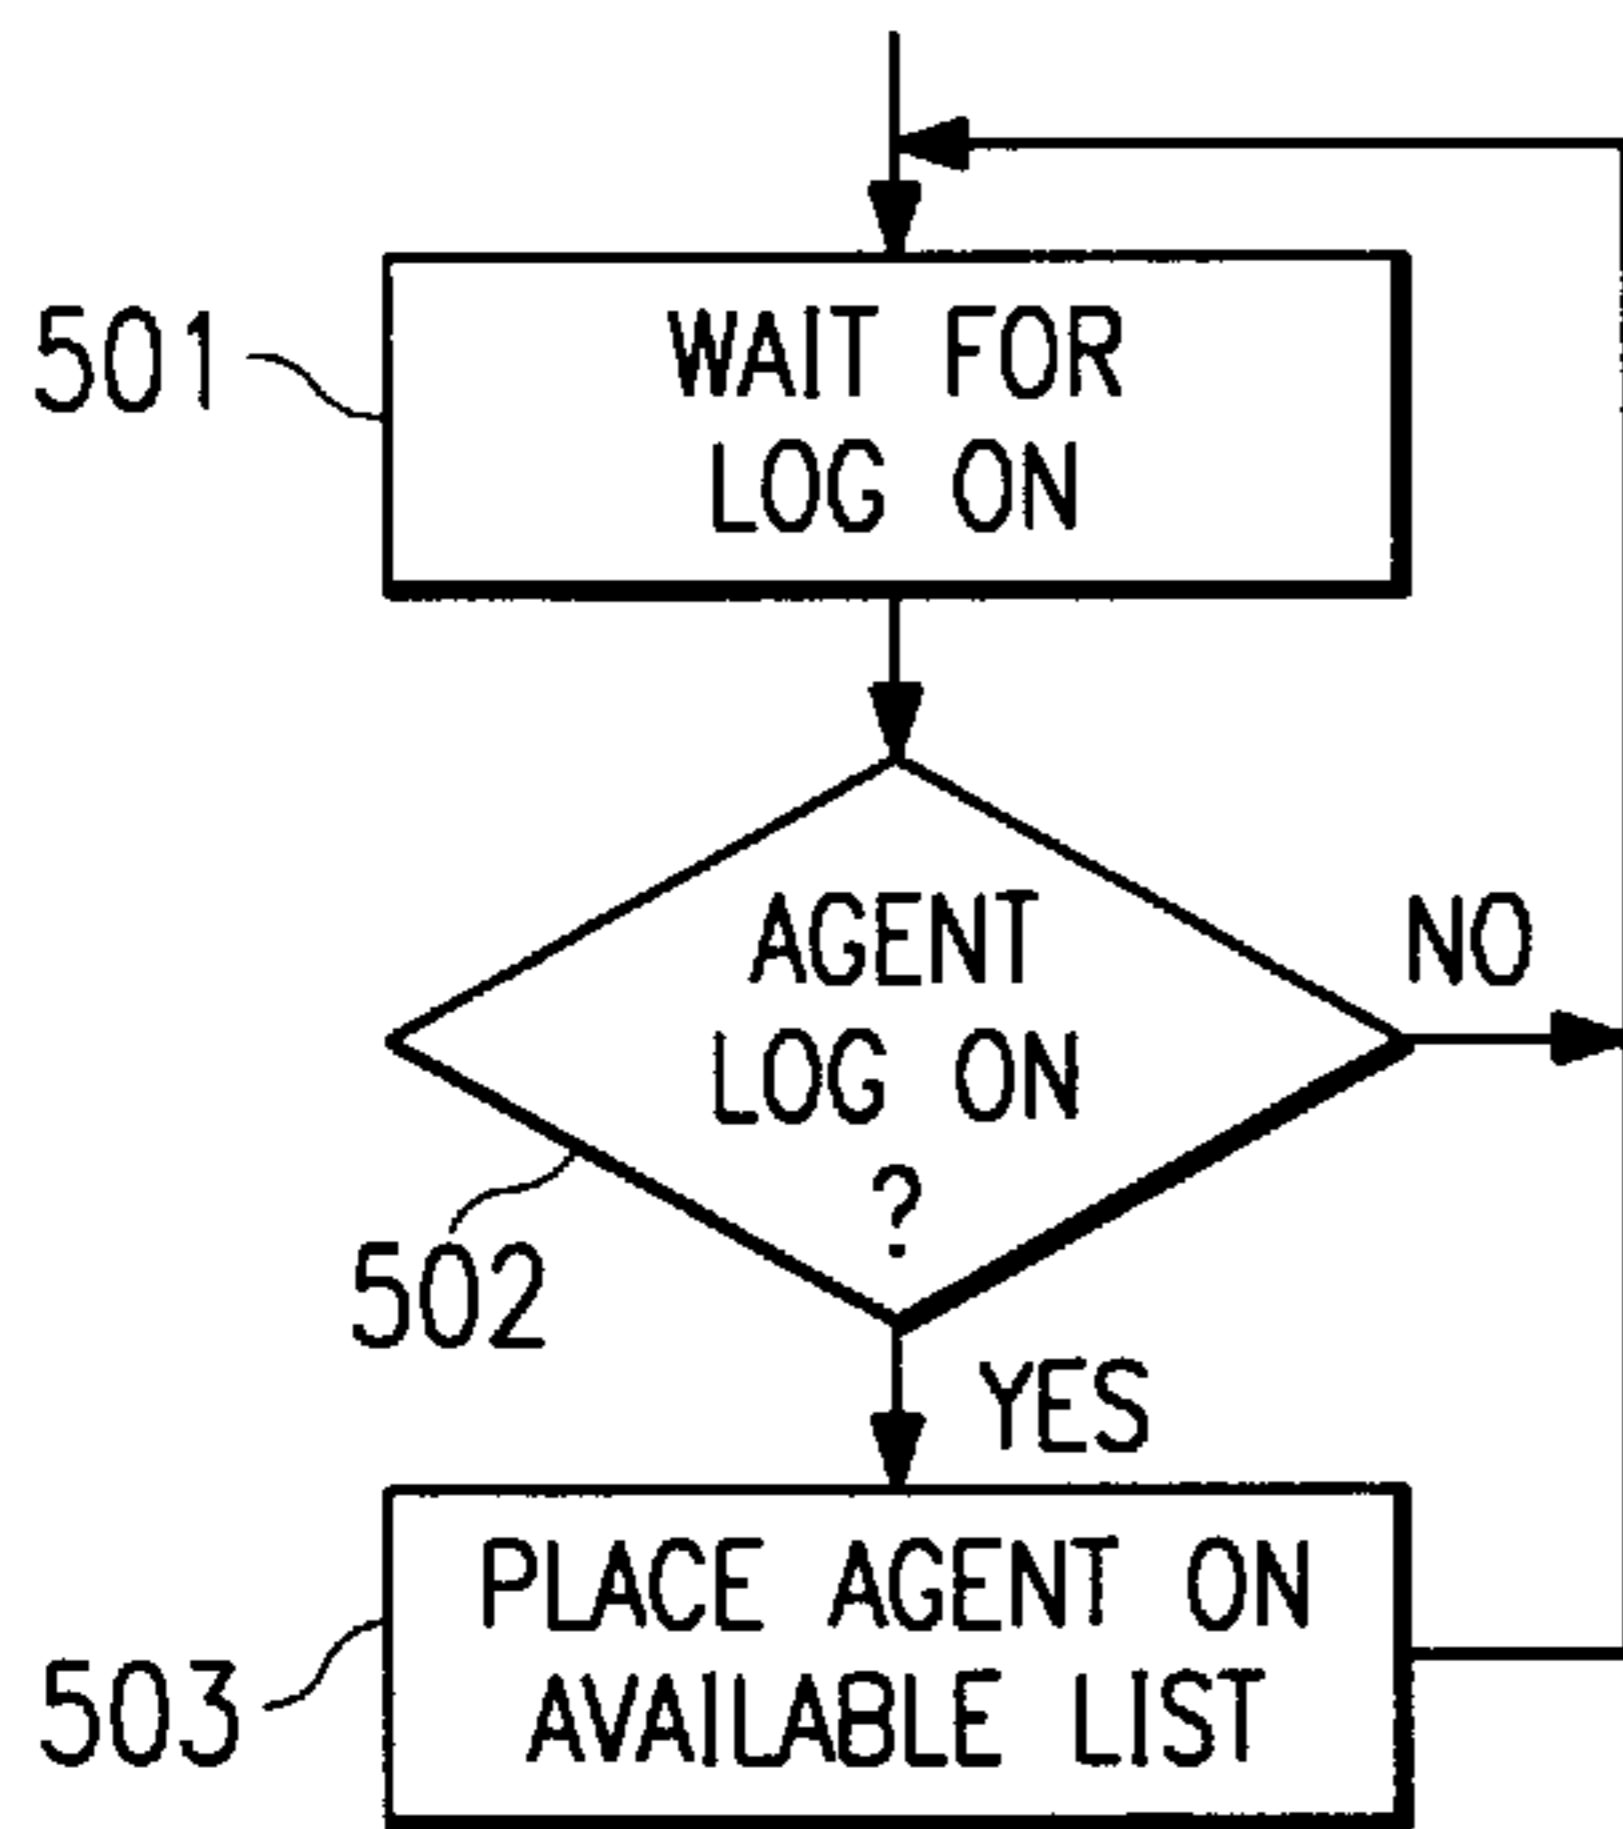 501
WAIT FOR
LOG ON
AGENT
LOG ON
?
NO
502
YES
503
PLACE AGENT ON
AVAILABLE LIST